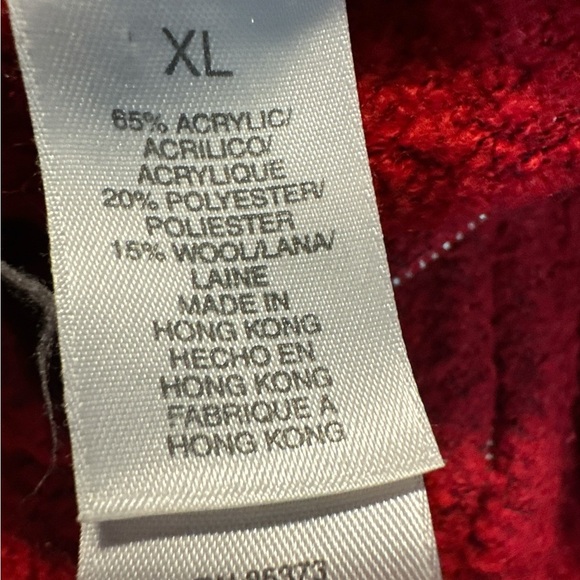 XL
65% ACRYLIC/
ACRILICO/
ACRYLIQUE
20% POLYESTER/
POLIESTER
15% WOOL/LANA/
LAINE
MADE IN
HONG KONG
HECHO EN
HONG KONG
FABRIQUE A
HONG KONG